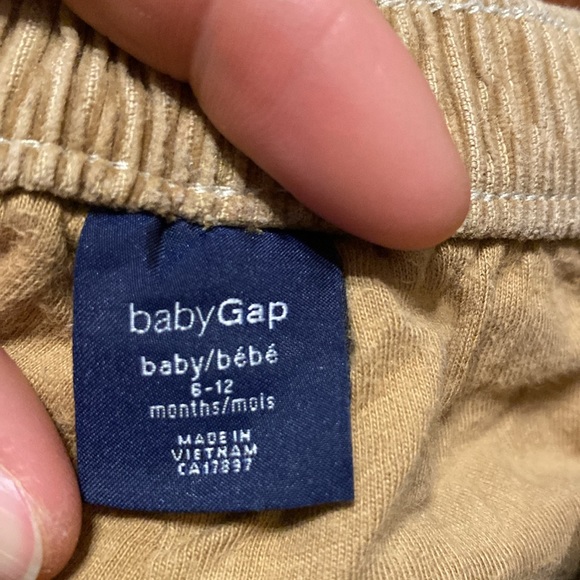 babyGap
baby/bébé
6-12
months/mois
MADE IN
VIETNAM
CA17897